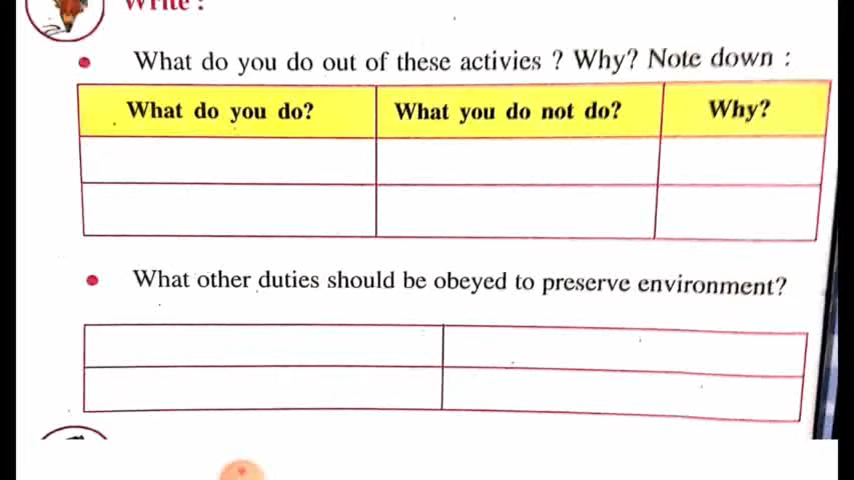 Write :
What do you do out of these activies ? Why? Note down :
What do you do? What you do not do? Why?
What other duties should be obeyed to preserve environment?